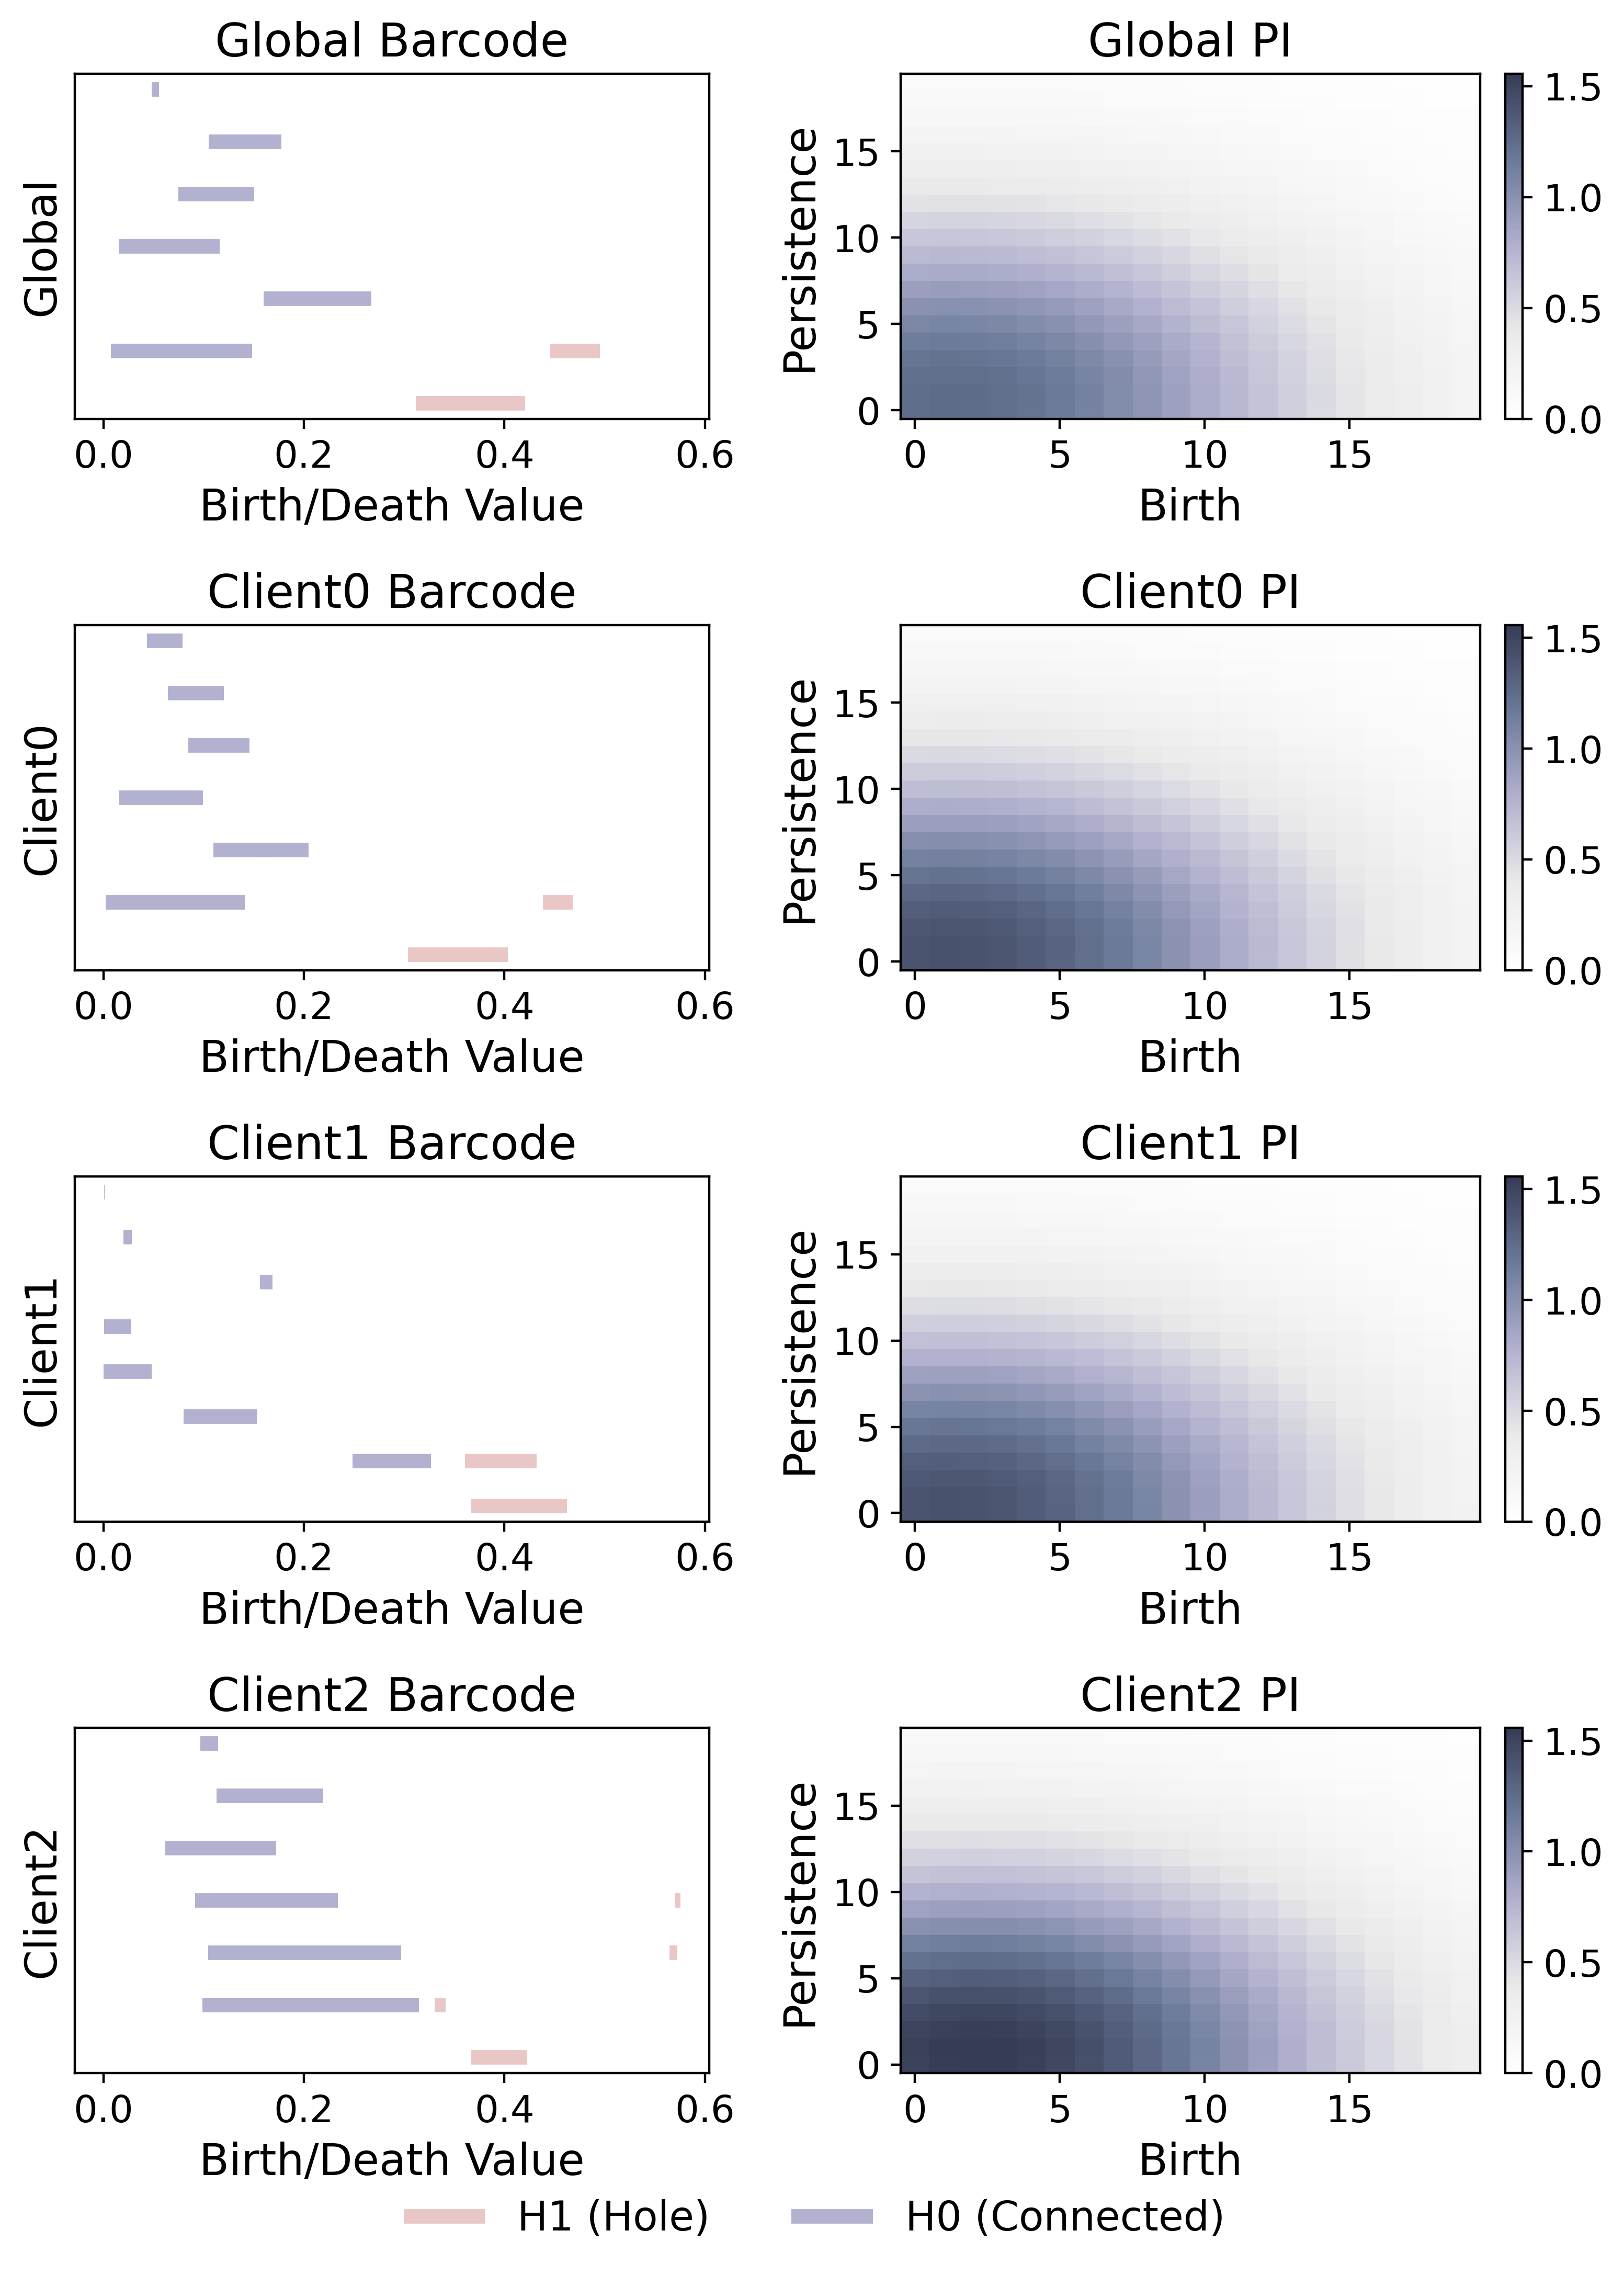 Global Barcode
Global PI
Global
0.0 0.2 0.4 0.6
Birth/Death Value
Persistence
15
10
5
0
0 5 10 15
Birth
1.5
1.0
0.5
0.0
Client0 Barcode
Client0 PI
Client0
0.0 0.2 0.4 0.6
Birth/Death Value
Persistence
15
10
5
0
0 5 10 15
Birth
1.5
1.0
0.5
0.0
Client1 Barcode
Client1 PI
Client1
0.0 0.2 0.4 0.6
Birth/Death Value
Persistence
15
10
5
0
0 5 10 15
Birth
1.5
1.0
0.5
0.0
Client2 Barcode
Client2 PI
Client2
0.0 0.2 0.4 0.6
Birth/Death Value
Persistence
15
10
5
0
0 5 10 15
Birth
1.5
1.0
0.5
0.0
H1 (Hole)
H0 (Connected)